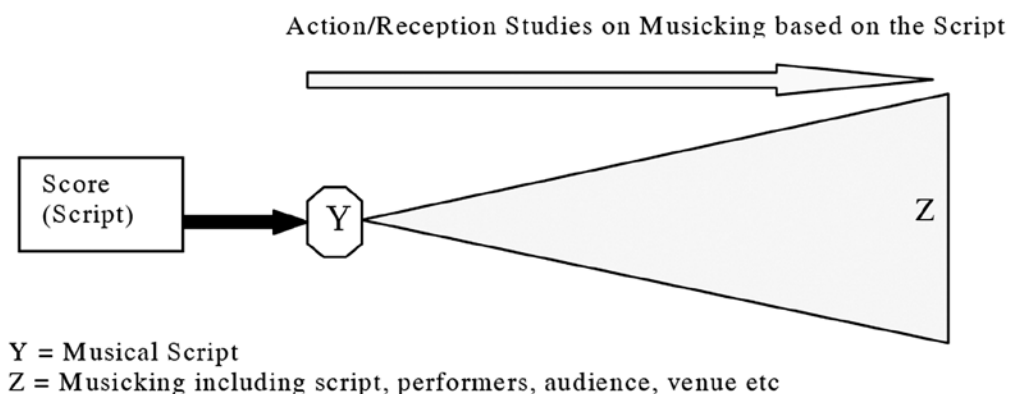 Action/Reception Studies on Musicking based on the Script
Score
(Script)
Y
Z
Y = Musical Script
Z = Musicking including script, performers, audience, venue etc